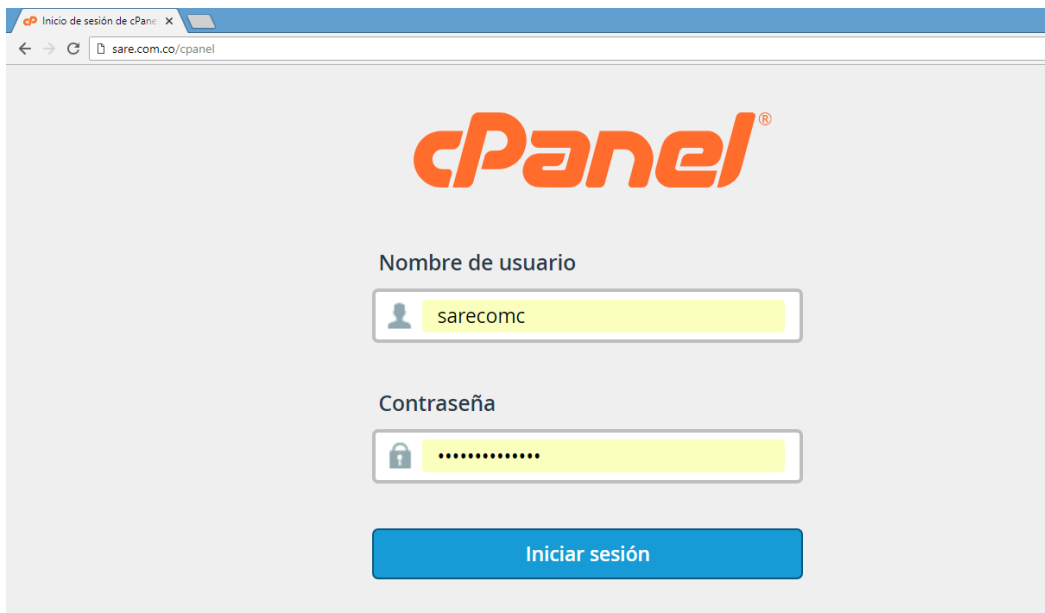 Inicio de sesión de cPane
sare.com.co/cpanel
cPanel®
Nombre de usuario
sarecomc
Contraseña
••••••••••••••
Iniciar sesión